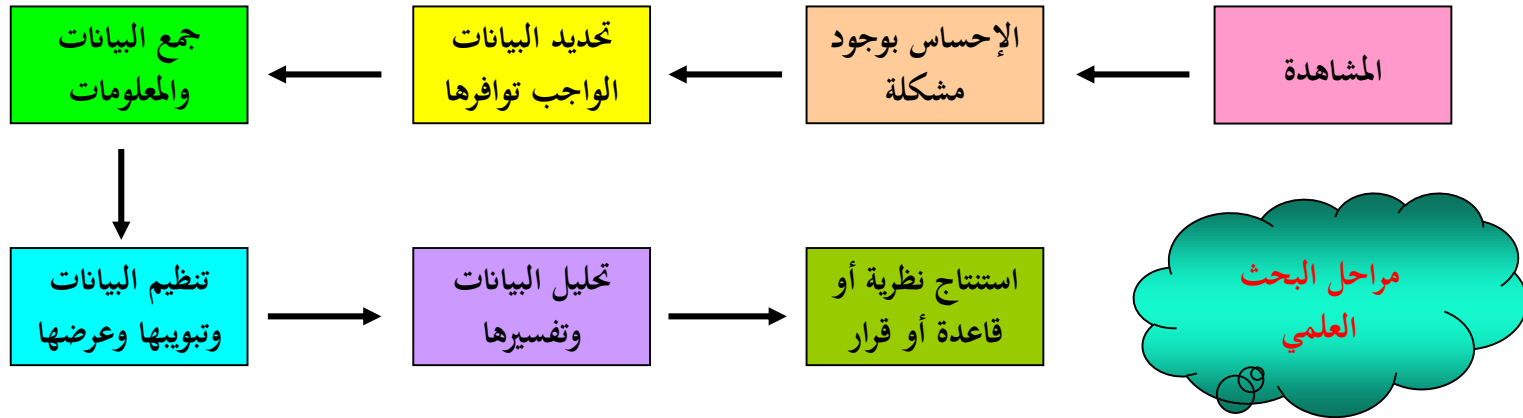 المشاهدة
الإحساس بوجود
مشكلة
تحديد البيانات
الواجب توافرها
جمع البيانات
والمعلومات
تنظيم البيانات
وتبويبها وعرضها
تحليل البيانات
وتفسيرها
استنتاج نظرية أو
قاعدة أو قرار
مراحل البحث
العلمي